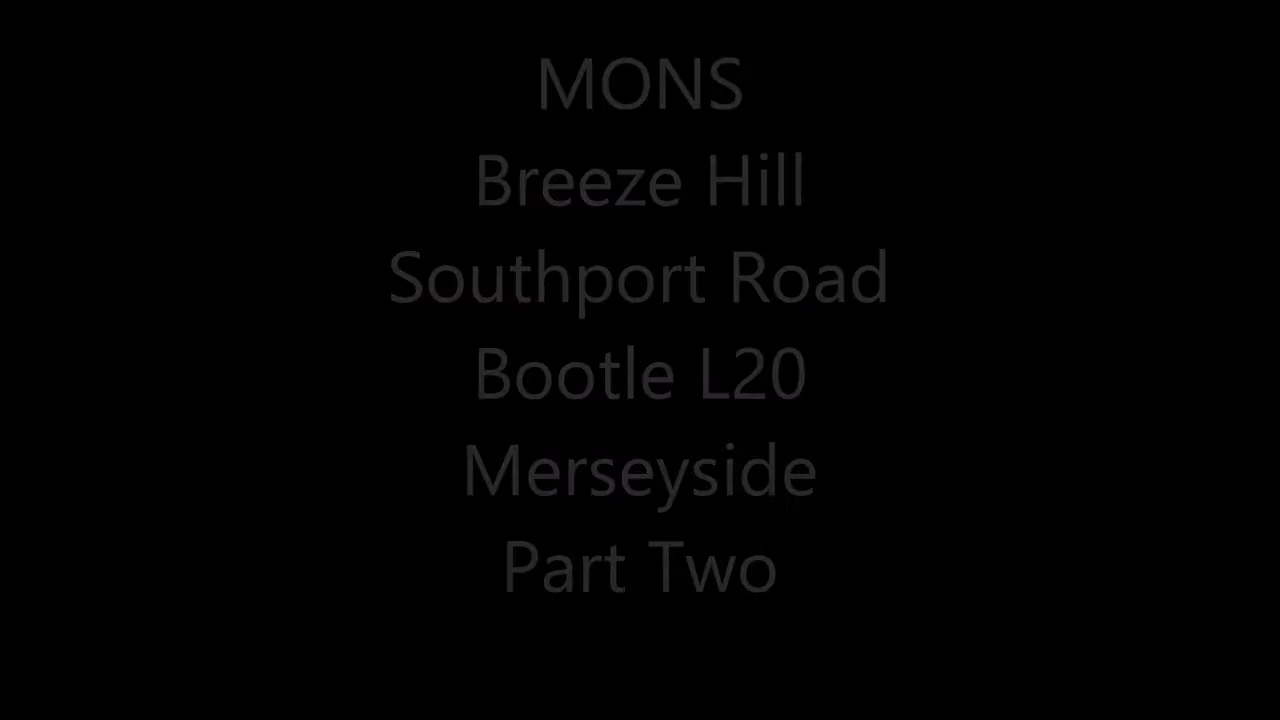 MONS
Breeze Hill
Southport Road
Bootle L20
Merseyside
Part Two